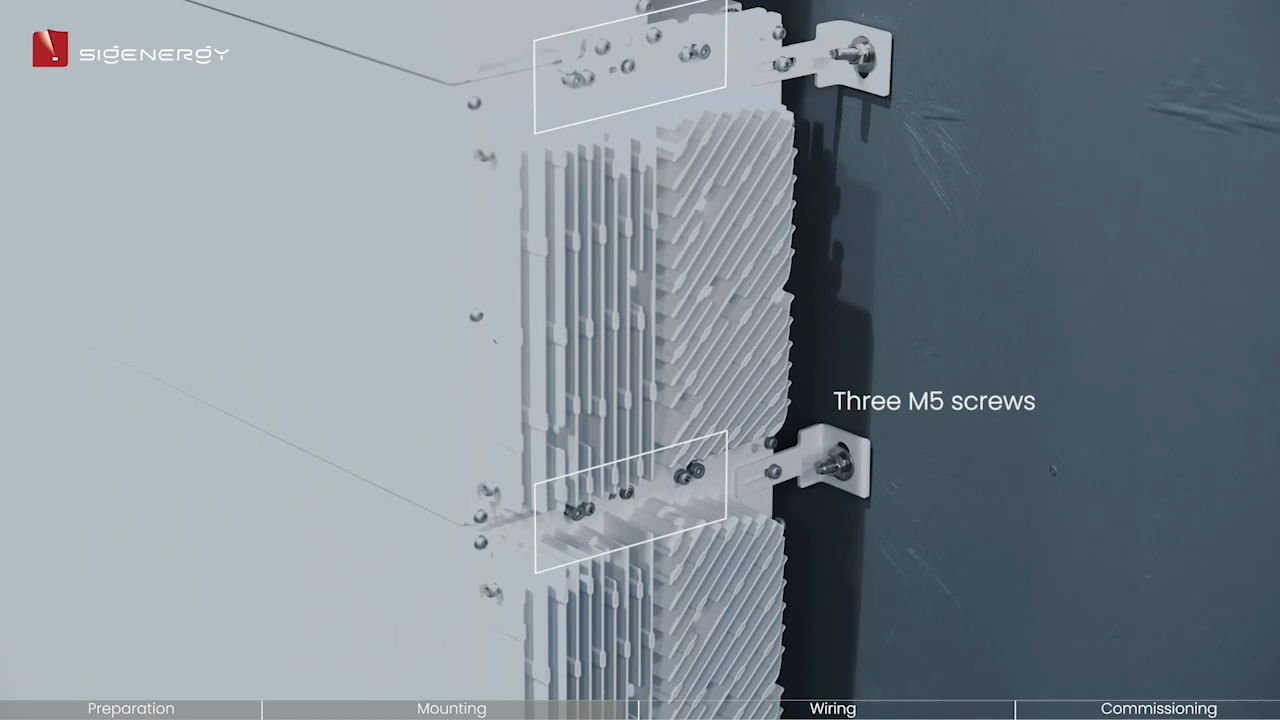 SIGENERGY
Three M5 screws
Preparation
Mounting
Wiring
Commissioning